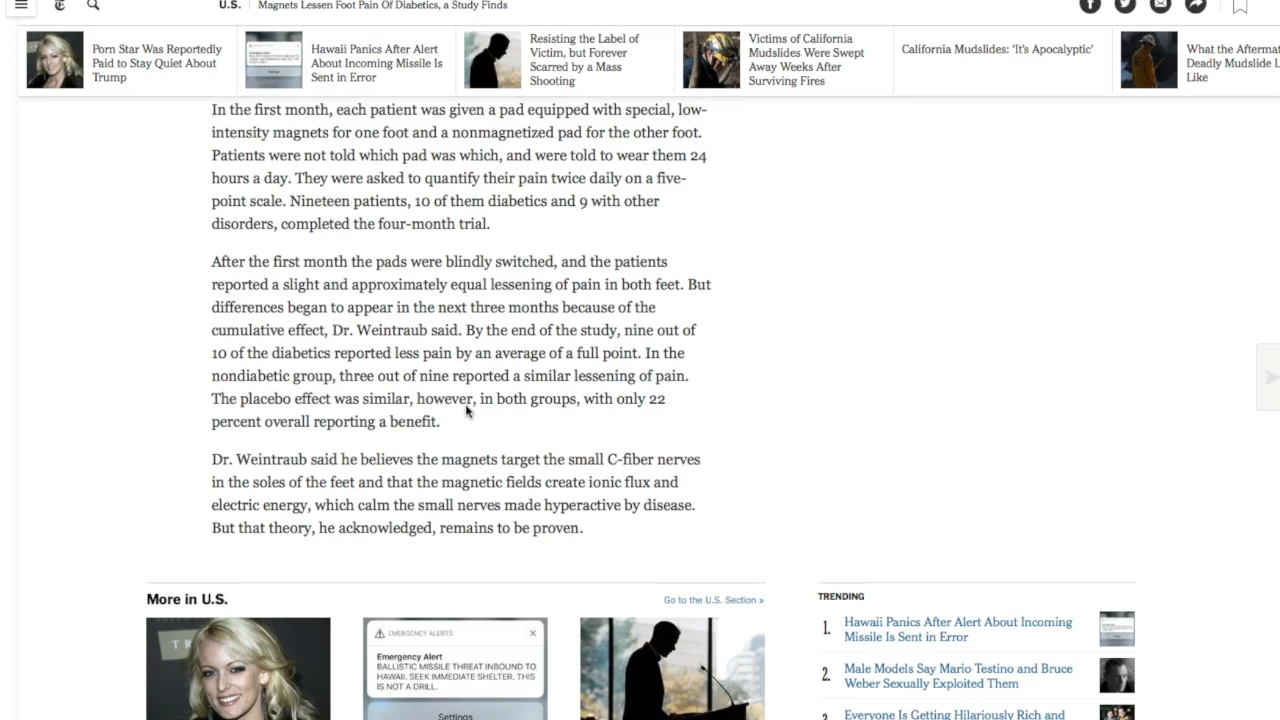 U.S. | Magnets Lessen Foot Pain Of Diabetics, a Study Finds
Porn Star Was Reportedly
Paid to Stay Quiet About
Trump
Hawaii Panics After Alert
About Incoming Missile Is
Sent in Error
Resisting the Label of
Victim, but Forever
Scarred by a Mass
Shooting
Victims of California
Mudslides Were Swept
Away Weeks After
Surviving Fires
California Mudslides: ‘It’s Apocalyptic’
What the Afterma
Deadly Mudslide L
Like
In the first month, each patient was given a pad equipped with special, low-
intensity magnets for one foot and a nonmagnetized pad for the other foot.
Patients were not told which pad was which, and were told to wear them 24
hours a day. They were asked to quantify their pain twice daily on a five-
point scale. Nineteen patients, 10 of them diabetics and 9 with other
disorders, completed the four-month trial.
After the first month the pads were blindly switched, and the patients
reported a slight and approximately equal lessening of pain in both feet. But
differences began to appear in the next three months because of the
cumulative effect, Dr. Weintraub said. By the end of the study, nine out of
10 of the diabetics reported less pain by an average of a full point. In the
nondiabetic group, three out of nine reported a similar lessening of pain.
The placebo effect was similar, however, in both groups, with only 22
percent overall reporting a benefit.
Dr. Weintraub said he believes the magnets target the small C-fiber nerves
in the soles of the feet and that the magnetic fields create ionic flux and
electric energy, which calm the small nerves made hyperactive by disease.
But that theory, he acknowledged, remains to be proven.
More in U.S.
Go to the U.S. Section »
EMERGENCY ALERTS
Emergency Alert
BALLISTIC MISSILE THREAT INBOUND TO
HAWAII. SEEK IMMEDIATE SHELTER. THIS
IS NOT A DRILL.
Settings
TRENDING
1. Hawaii Panics After Alert About Incoming
Missile Is Sent in Error
2. Male Models Say Mario Testino and Bruce
Weber Sexually Exploited Them
Everyone Is Getting Hilariously Rich and